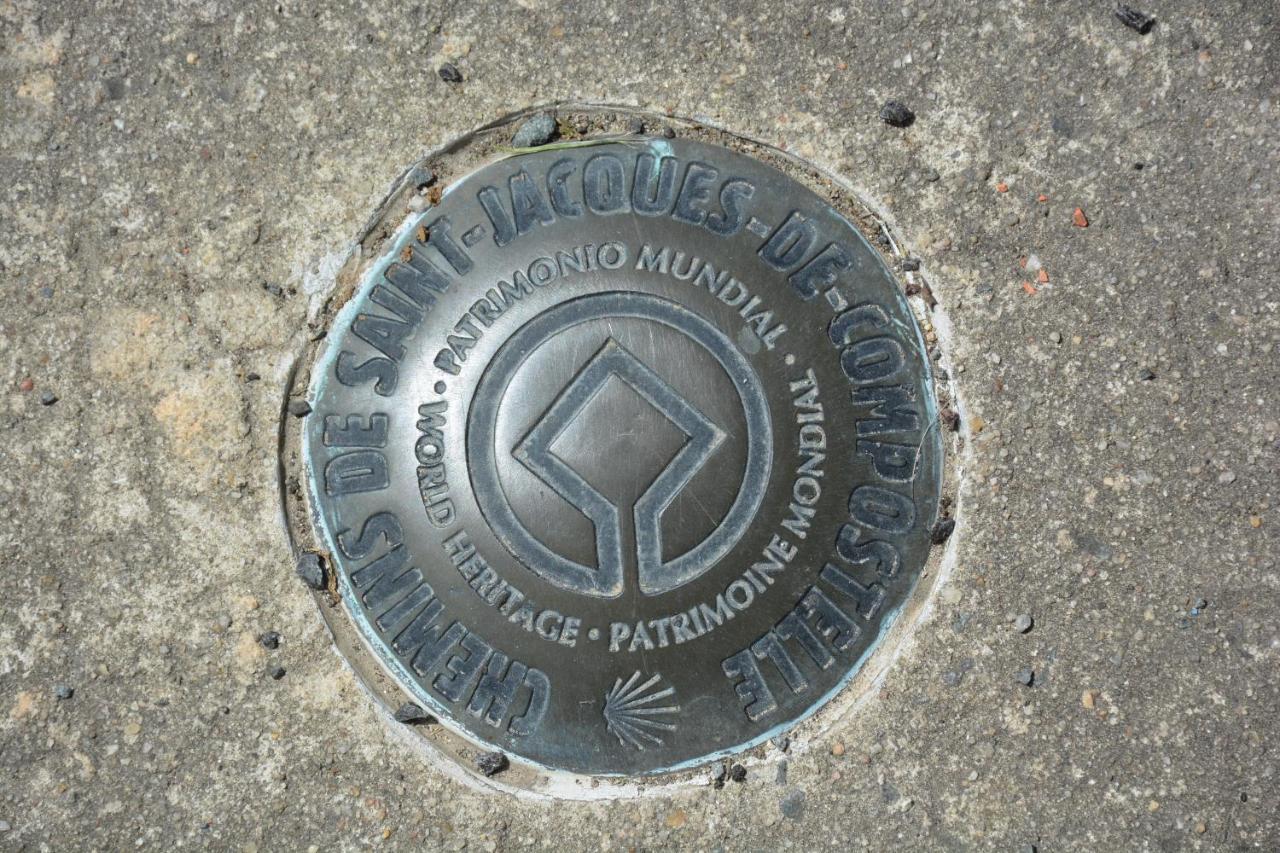 CHEMINS DE SAINT-JACQUES-DE-COMPOSTELLE
WORLD HERITAGE • PATRIMONIO MUNDIAL • PATRIMOINE MONDIAL